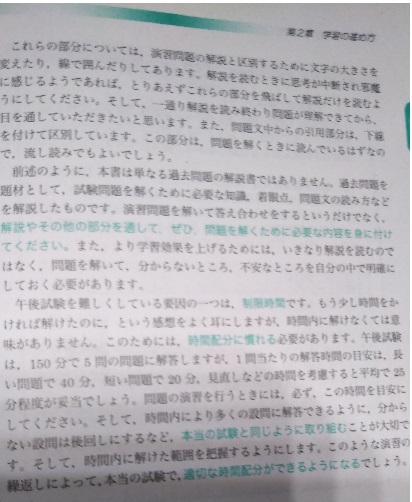 第2章 学習の進め方
これらの部分については、演習問題の解説と区別するために文字の大きさを
変えたり、線で囲んだりしてあります。解説を読むときに思考が中断され邪魔
に感じるようであれば、とりあえずこれらの部分を飛ばして解説だけを読むよ
うにしてください。そして、一通り解説を読み終わり問題が理解できてから、
目を通していただきたいと思います。また、問題文中からの引用部分は、下線
を付けて区別しています。この部分は、問題を解くときに読んでいるはずなの
で、流し読みでもよいでしょう。
前述のように、本書は単なる過去問題の解説書ではありません。過去問題を
題材として、試験問題を解くために必要な知識、着眼点、問題文の読み方など
を解説したものです。演習問題を解いて答え合わせをするというだけでなく、
解説やその他の部分を通して、ぜひ、問題を解くために必要な内容を身に付け
てください。また、より学習効果を上げるためには、いきなり解説を読むので
はなく、問題を解いて、分からないところ、不安なところを自分の中で明確に
しておく必要があります。
午後試験を難しくしている要因の一つは、制限時間です。もう少し時間をか
ければ解けたのに、という感想をよく耳にしますが、時間内に解けなくては意
味がありません。このためには、時間配分に慣れる必要があります。午後試験
は、150分で5問の問題に解答しますが、1問当たりの解答時間の目安は、長
い問題で40分、短い問題で20分、見直しなどの時間を考慮すると平均で25
分程度が妥当でしょう。問題の演習を行うときには、必ず、この時間を目安に
してください。そして、時間内により多くの設問に解答できるように、分から
ない設問は後回しにするなど、本当の試験と同じように取り組むことが大切で
す。そして、時間内に解けた範囲を把握するようにします。このような演習の
繰返しによって、本当の試験で、適切な時間配分ができるようになるでしょう。